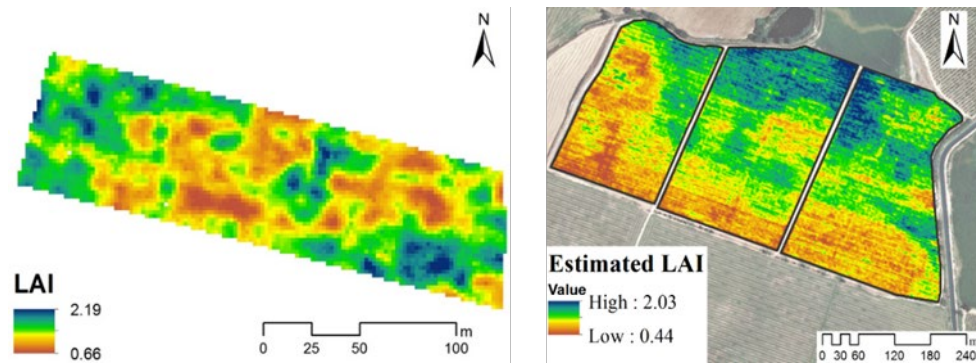 N
LAI
2.19
0.66
0 25 50 100
m
N
Estimated LAI
Value
High : 2.03
Low : 0.44
0 30 60 120 180 240
m